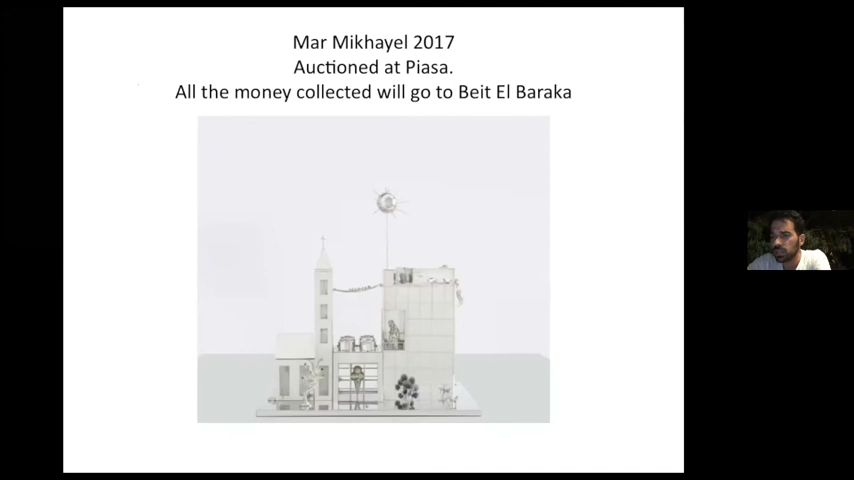 Mar Mikhayel 2017
Auctioned at Piasa.
All the money collected will go to Beit El Baraka